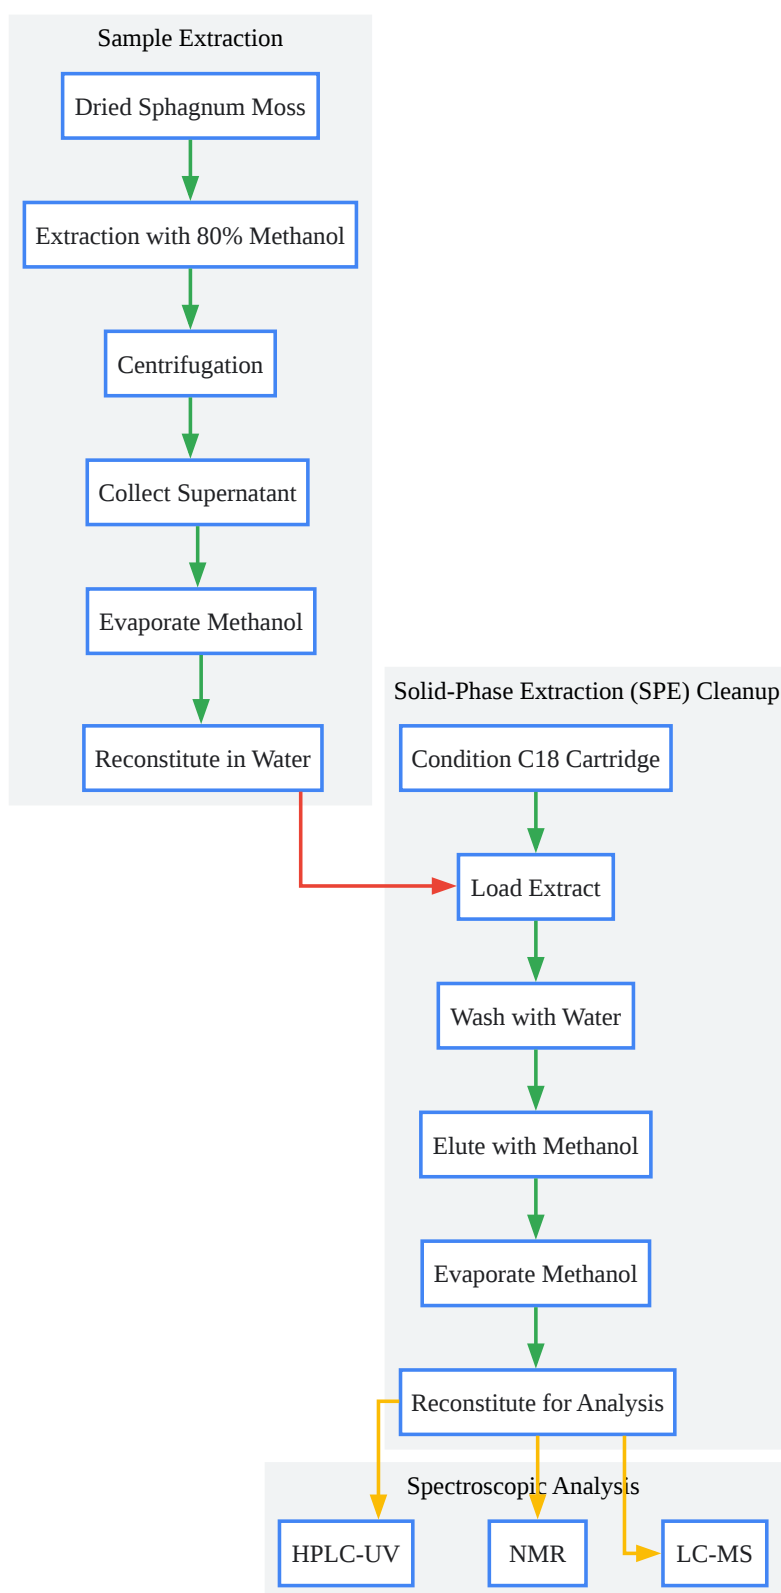 Sample Extraction
Dried Sphagnum Moss
Extraction with 80% Methanol
Centrifugation
Collect Supernatant
Evaporate Methanol
Reconstitute in Water
Solid-Phase Extraction (SPE) Cleanup
Condition C18 Cartridge
Load Extract
Wash with Water
Elute with Methanol
Evaporate Methanol
Reconstitute for Analysis
Spectroscopic Analysis
HPLC-UV
NMR
LC-MS